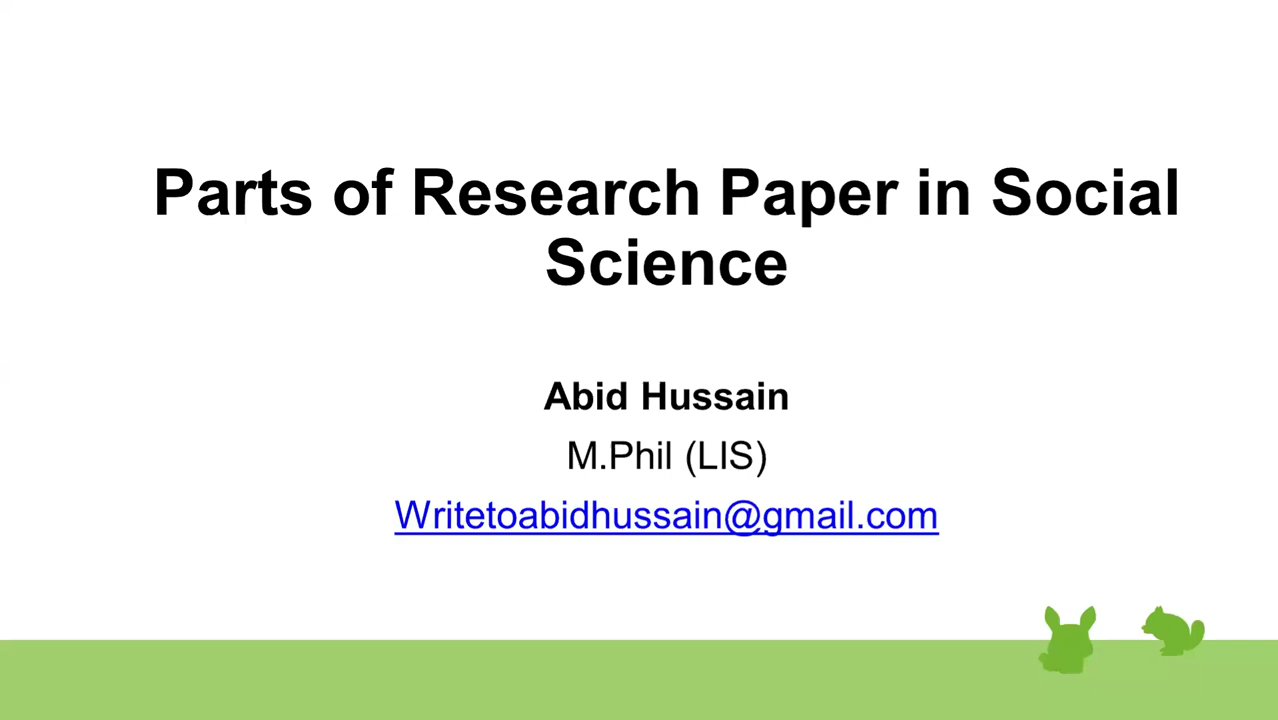 Parts of Research Paper in Social
Science
Abid Hussain
M.Phil (LIS)
Writetoabidhussain@gmail.com